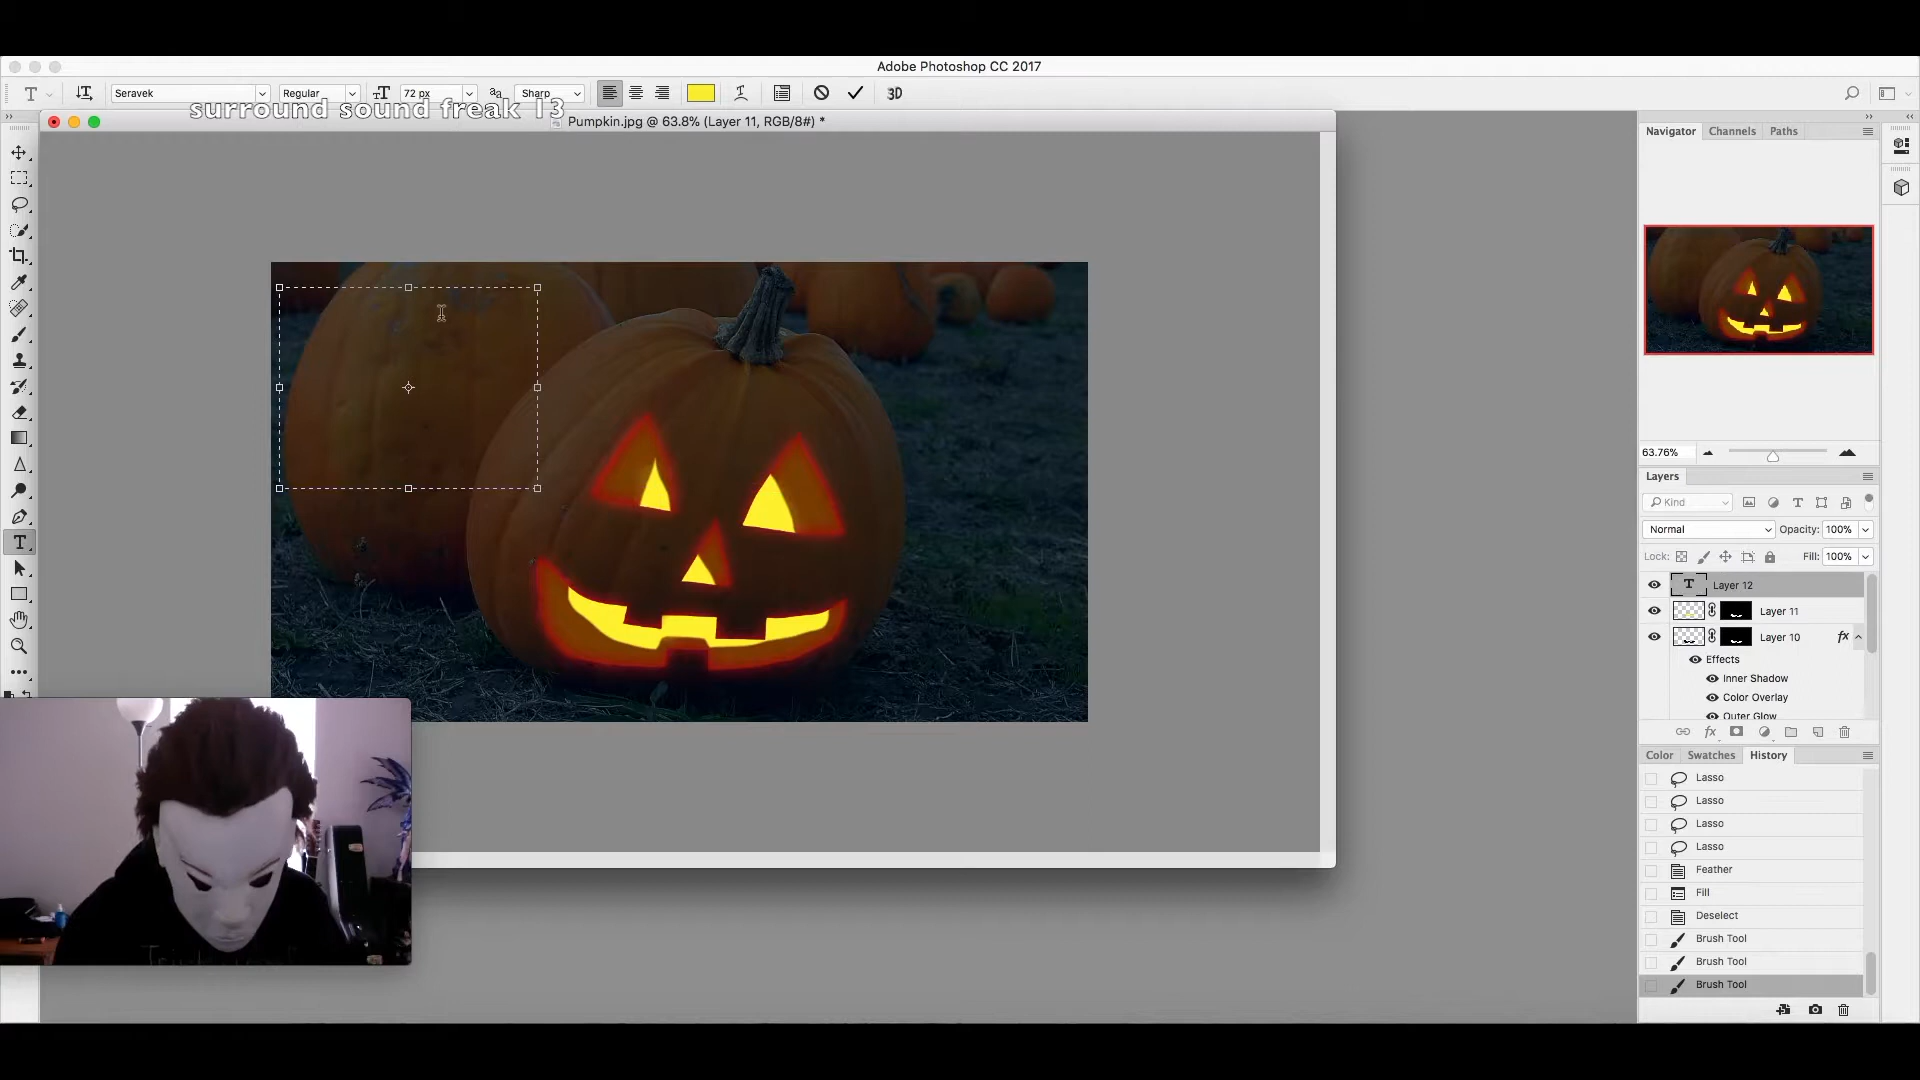 Adobe Photoshop CC 2017
Seravek
Regular
72 px
Sharp
3D
surround sound freak 13
Pumpkin.jpg @ 63.8% (Layer 11, RGB/8#) *
Navigator
Channels
Paths
63.76%
Layers
Kind
Normal
Opacity: 100%
Lock:
Fill: 100%
Layer 12
Layer 11
Layer 10
fx
Effects
Inner Shadow
Color Overlay
Outer Glow
fx
Color
Swatches
History
Lasso
Lasso
Lasso
Lasso
Feather
Fill
Deselect
Brush Tool
Brush Tool
Brush Tool